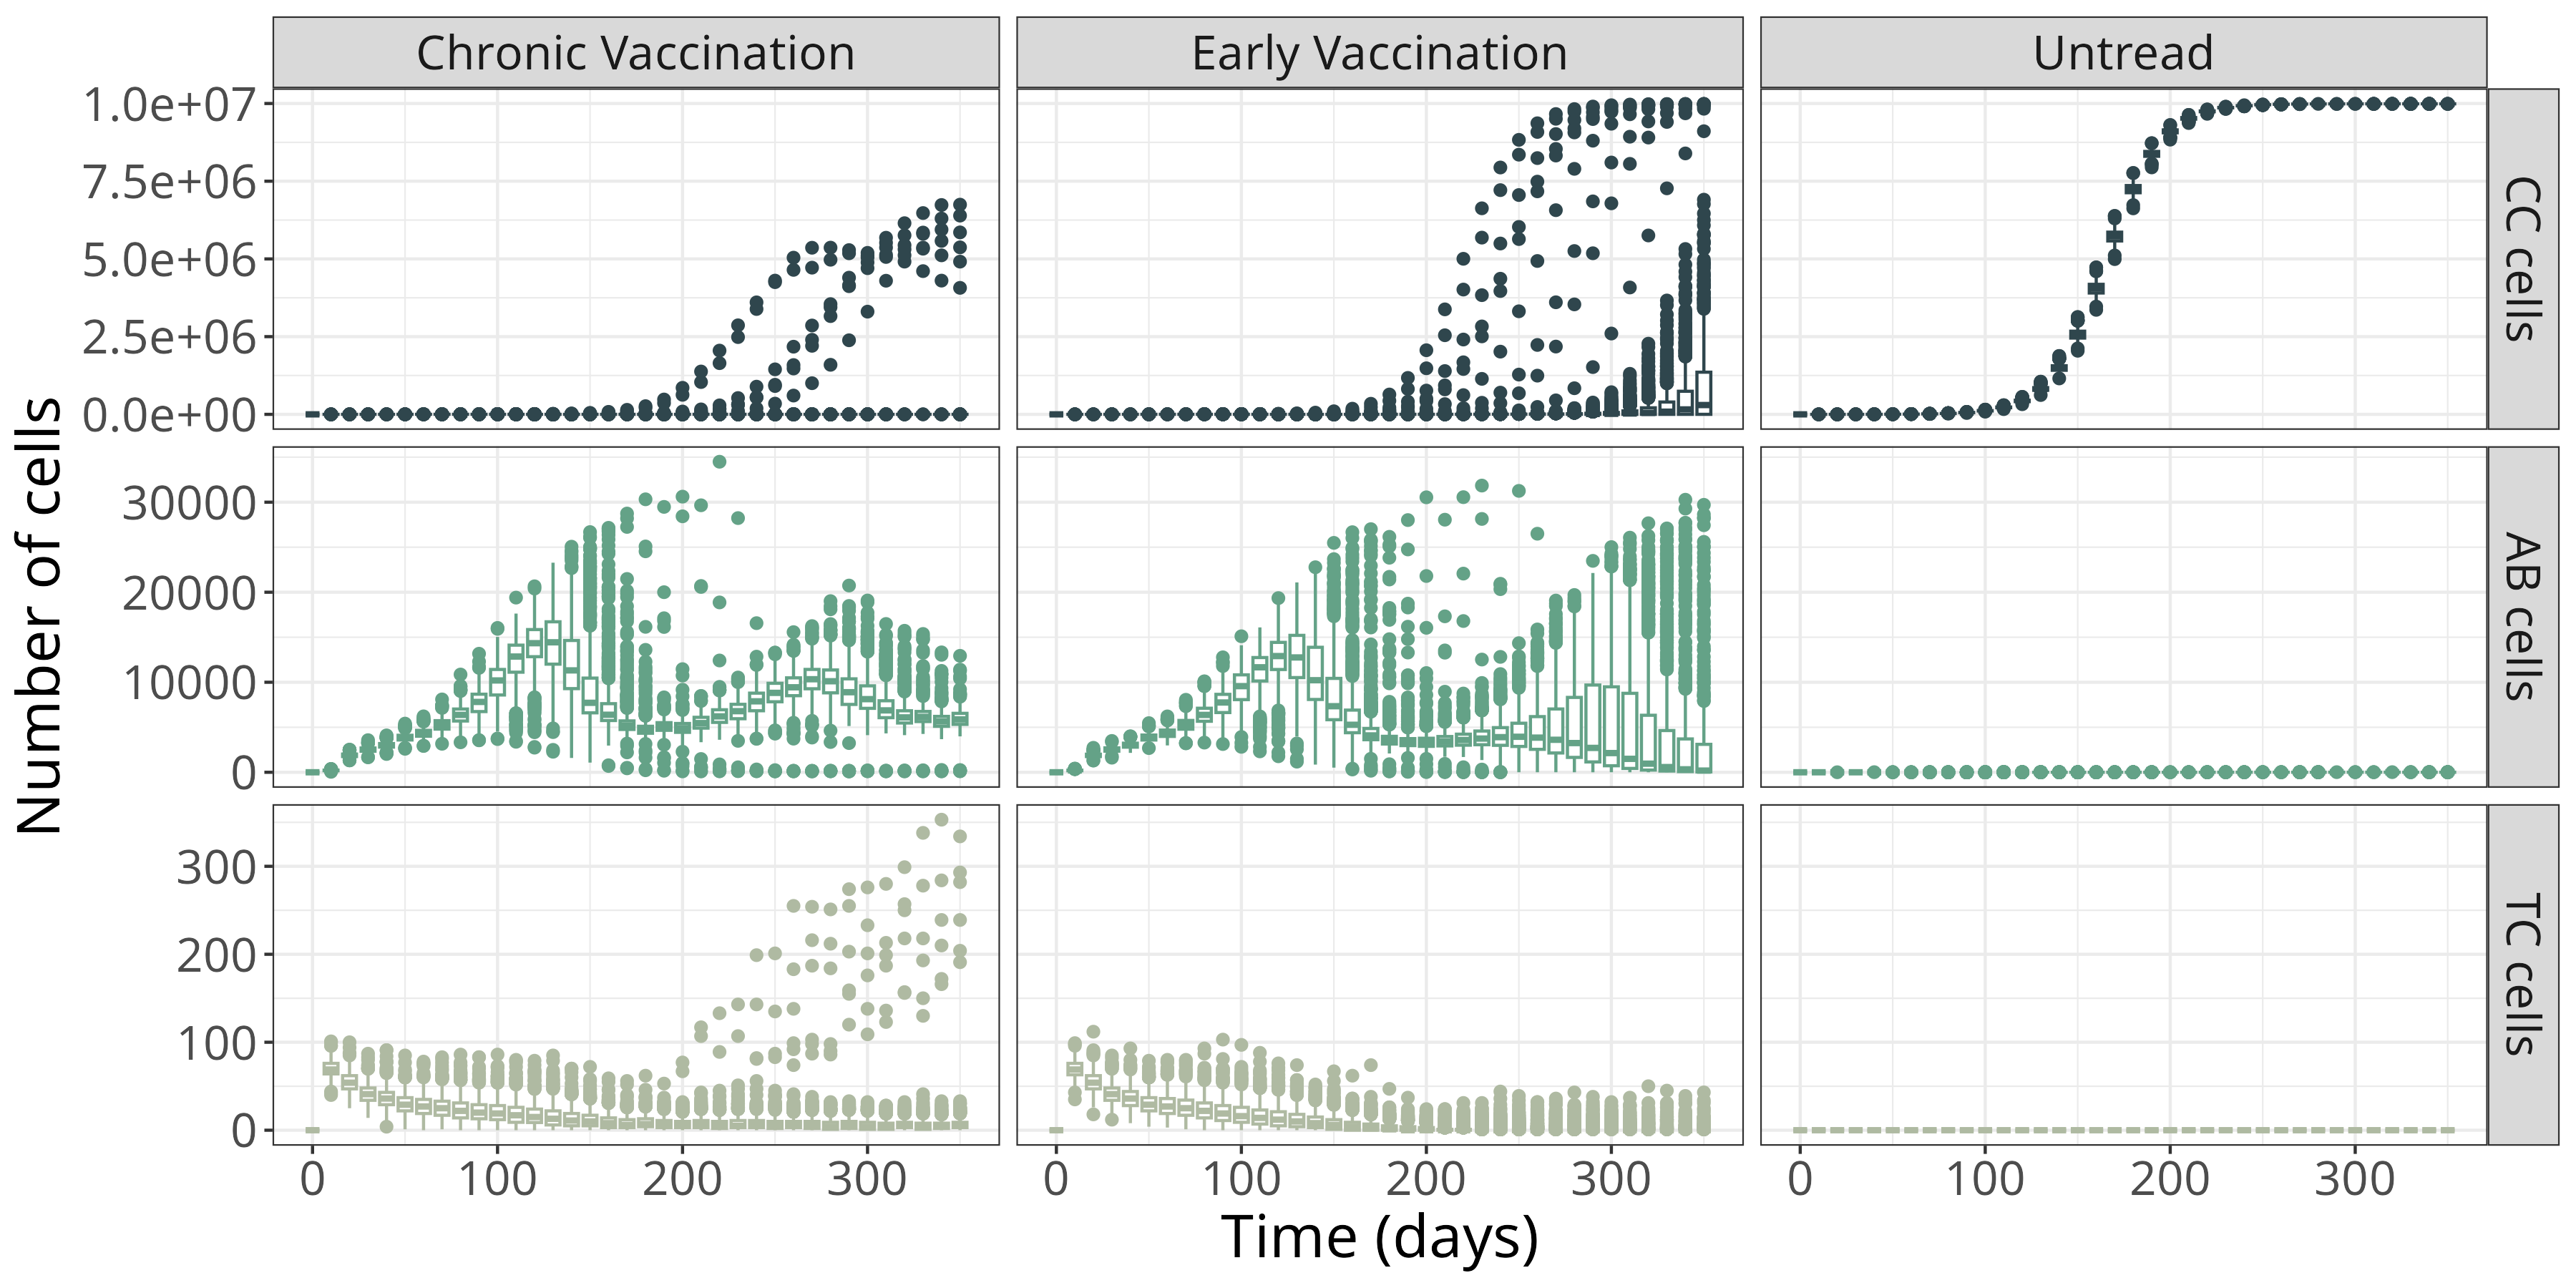 Chronic Vaccination
Early Vaccination
Untread
1.0e+07
7.5e+06
5.0e+06
2.5e+06
0.0e+00
CC cells
30000
20000
10000
0
AB cells
300
200
100
0
TC cells
0 100 200 300
0 100 200 300
0 100 200 300
Number of cells
Time (days)